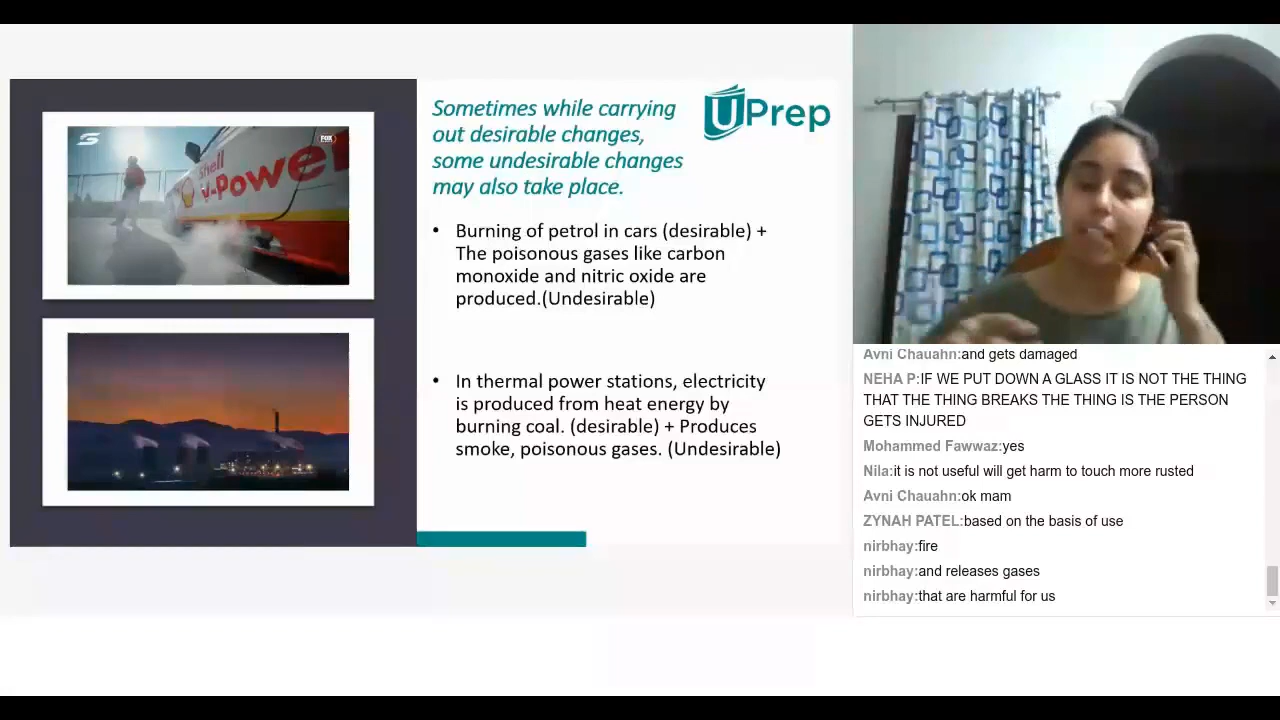 Sometimes while carrying
out desirable changes,
some undesirable changes
may also take place.
UPrep
Shell
V-Power
FOX
• Burning of petrol in cars (desirable) +
The poisonous gases like carbon
monoxide and nitric oxide are
produced.(Undesirable)
• In thermal power stations, electricity
is produced from heat energy by
burning coal. (desirable) + Produces
smoke, poisonous gases. (Undesirable)
Avni Chauahn:and gets damaged
NEHA P:IF WE PUT DOWN A GLASS IT IS NOT THE THING
THAT THE THING BREAKS THE THING IS THE PERSON
GETS INJURED
Mohammed Fawwaz:yes
Nila:it is not useful will get harm to touch more rusted
Avni Chauahn:ok mam
ZYNAH PATEL:based on the basis of use
nirbhay:fire
nirbhay:and releases gases
nirbhay:that are harmful for us